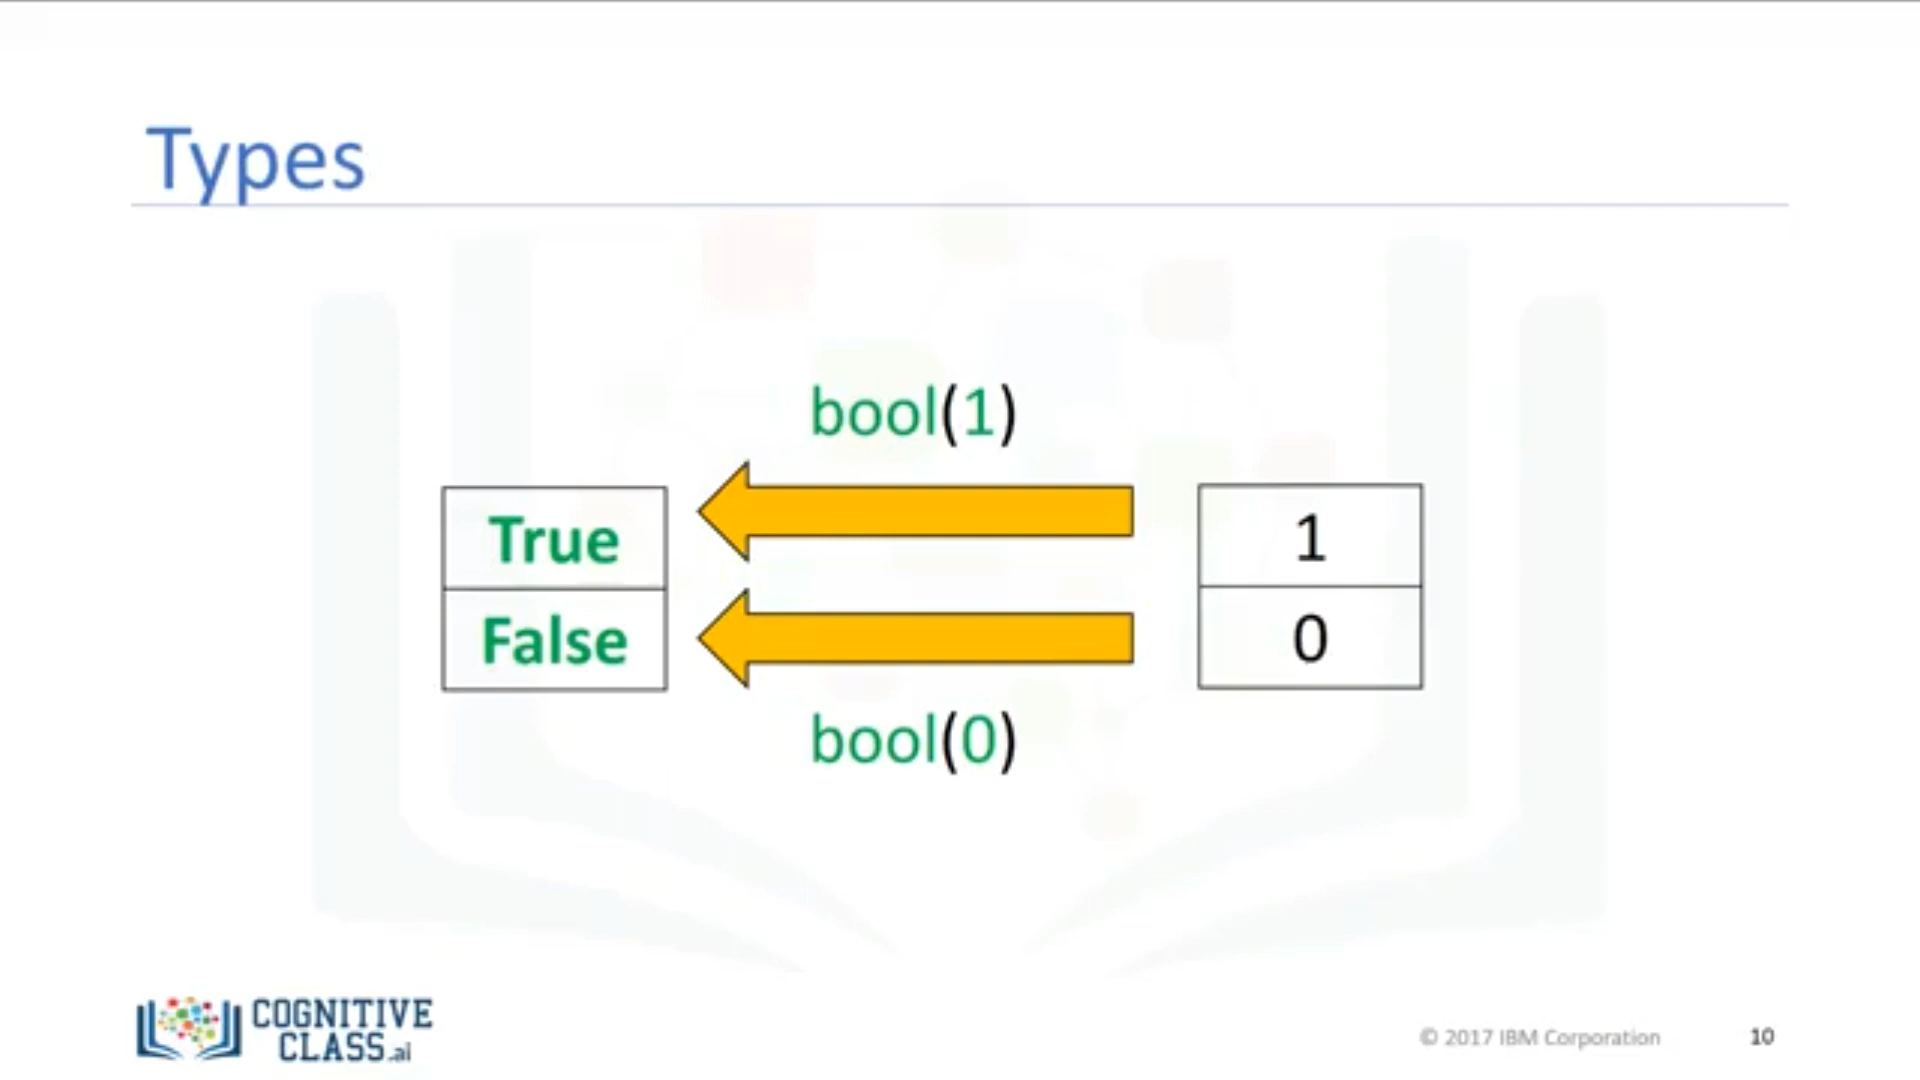 Types
bool(1)
True
1
False
0
bool(0)
COGNITIVE
CLASS.ai
© 2017 IBM Corporation
10